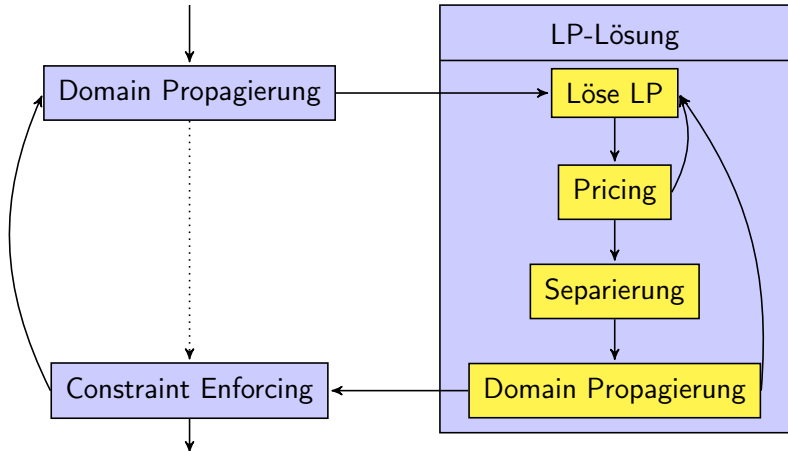 LP-Lösung
Domain Propagierung
Löse LP
Pricing
Separierung
Constraint Enforcing
Domain Propagierung